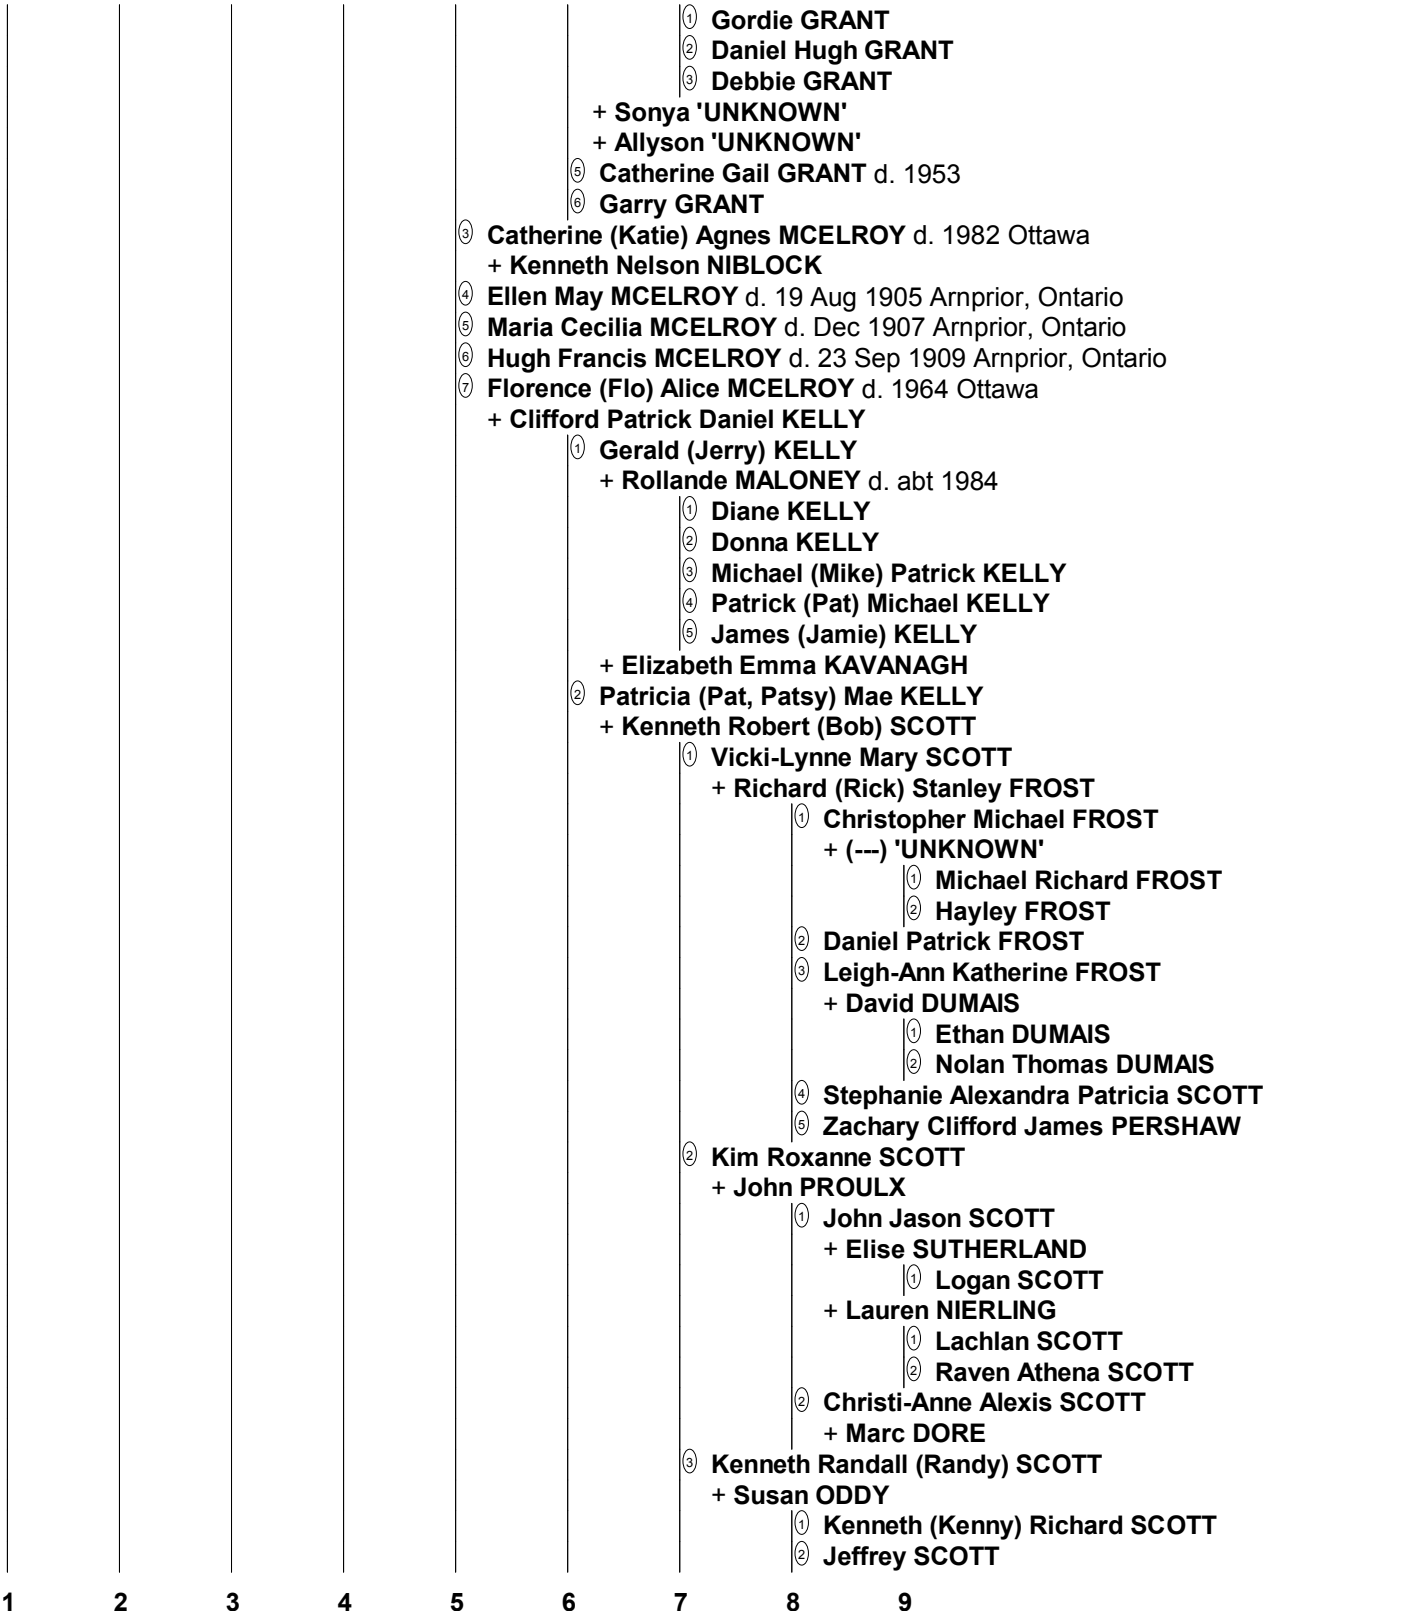 ① Gordie GRANT
② Daniel Hugh GRANT
③ Debbie GRANT
+ Sonya 'UNKNOWN'
+ Allyson 'UNKNOWN'
⑤ Catherine Gail GRANT d. 1953
⑥ Garry GRANT
③ Catherine (Katie) Agnes MCELROY d. 1982 Ottawa
+ Kenneth Nelson NIBLOCK
④ Ellen May MCELROY d. 19 Aug 1905 Arnprior, Ontario
⑤ Maria Cecilia MCELROY d. Dec 1907 Arnprior, Ontario
⑥ Hugh Francis MCELROY d. 23 Sep 1909 Arnprior, Ontario
⑦ Florence (Flo) Alice MCELROY d. 1964 Ottawa
+ Clifford Patrick Daniel KELLY
① Gerald (Jerry) KELLY
+ Rollande MALONEY d. abt 1984
① Diane KELLY
② Donna KELLY
③ Michael (Mike) Patrick KELLY
④ Patrick (Pat) Michael KELLY
⑤ James (Jamie) KELLY
+ Elizabeth Emma KAVANAGH
② Patricia (Pat, Patsy) Mae KELLY
+ Kenneth Robert (Bob) SCOTT
① Vicki-Lynne Mary SCOTT
+ Richard (Rick) Stanley FROST
① Christopher Michael FROST
+ (---) 'UNKNOWN'
① Michael Richard FROST
② Hayley FROST
② Daniel Patrick FROST
③ Leigh-Ann Katherine FROST
+ David DUMAIS
① Ethan DUMAIS
② Nolan Thomas DUMAIS
④ Stephanie Alexandra Patricia SCOTT
⑤ Zachary Clifford James PERSHAW
② Kim Roxanne SCOTT
+ John PROULX
① John Jason SCOTT
+ Elise SUTHERLAND
① Logan SCOTT
+ Lauren NIERLING
① Lachlan SCOTT
② Raven Athena SCOTT
② Christi-Anne Alexis SCOTT
+ Marc DORE
③ Kenneth Randall (Randy) SCOTT
+ Susan ODDY
① Kenneth (Kenny) Richard SCOTT
② Jeffrey SCOTT
1 2 3 4 5 6 7 8 9